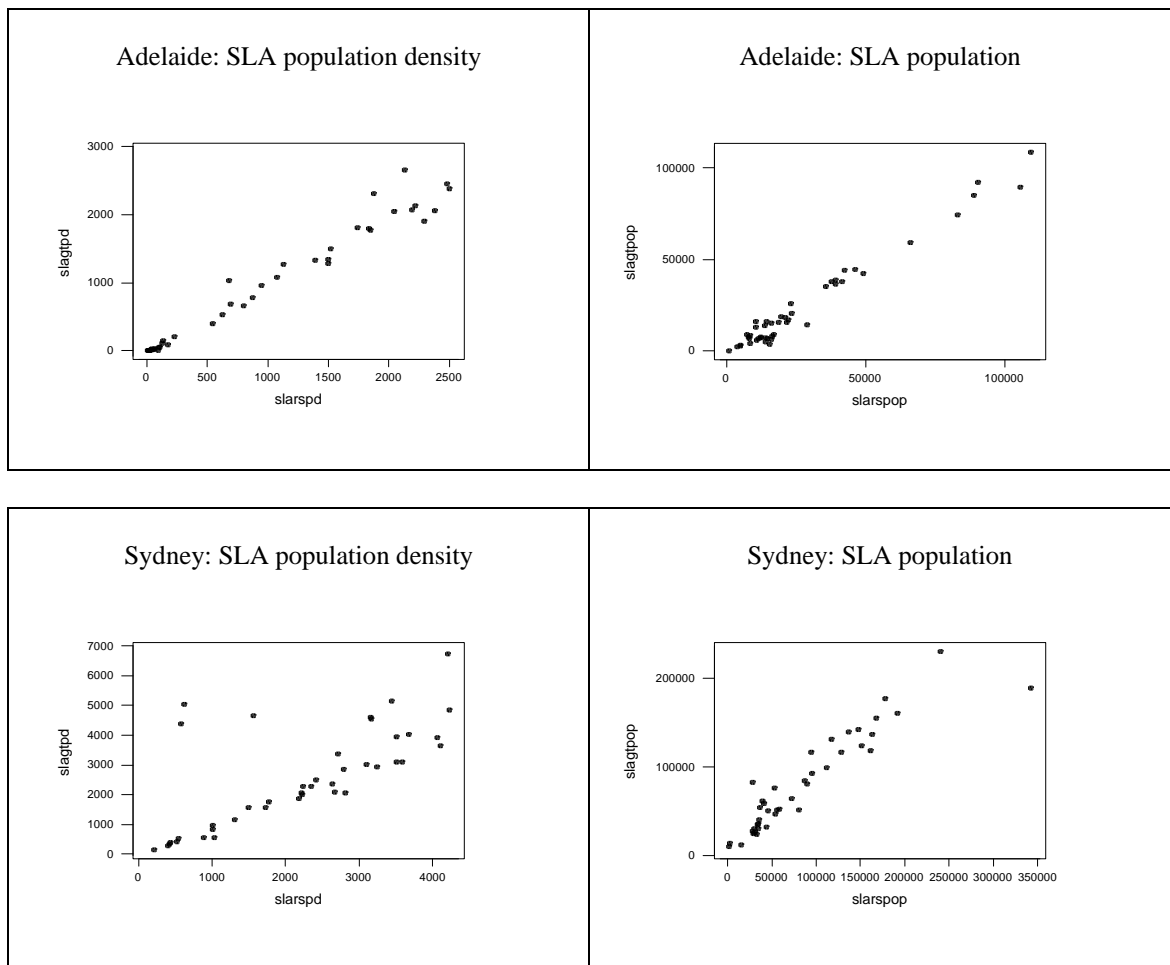 Adelaide: SLA population density
3000
2000
1000
0
slagtpd
0 500 1000 1500 2000 2500
slarspd
Adelaide: SLA population
100000
50000
0
slagtpop
0 50000 100000
slarspop
Sydney: SLA population density
7000
6000
5000
4000
3000
2000
1000
0
slagtpd
0 1000 2000 3000 4000
slarspd
Sydney: SLA population
200000
100000
0
slagtpop
0 50000 100000 150000 200000 250000 300000 350000
slarspop